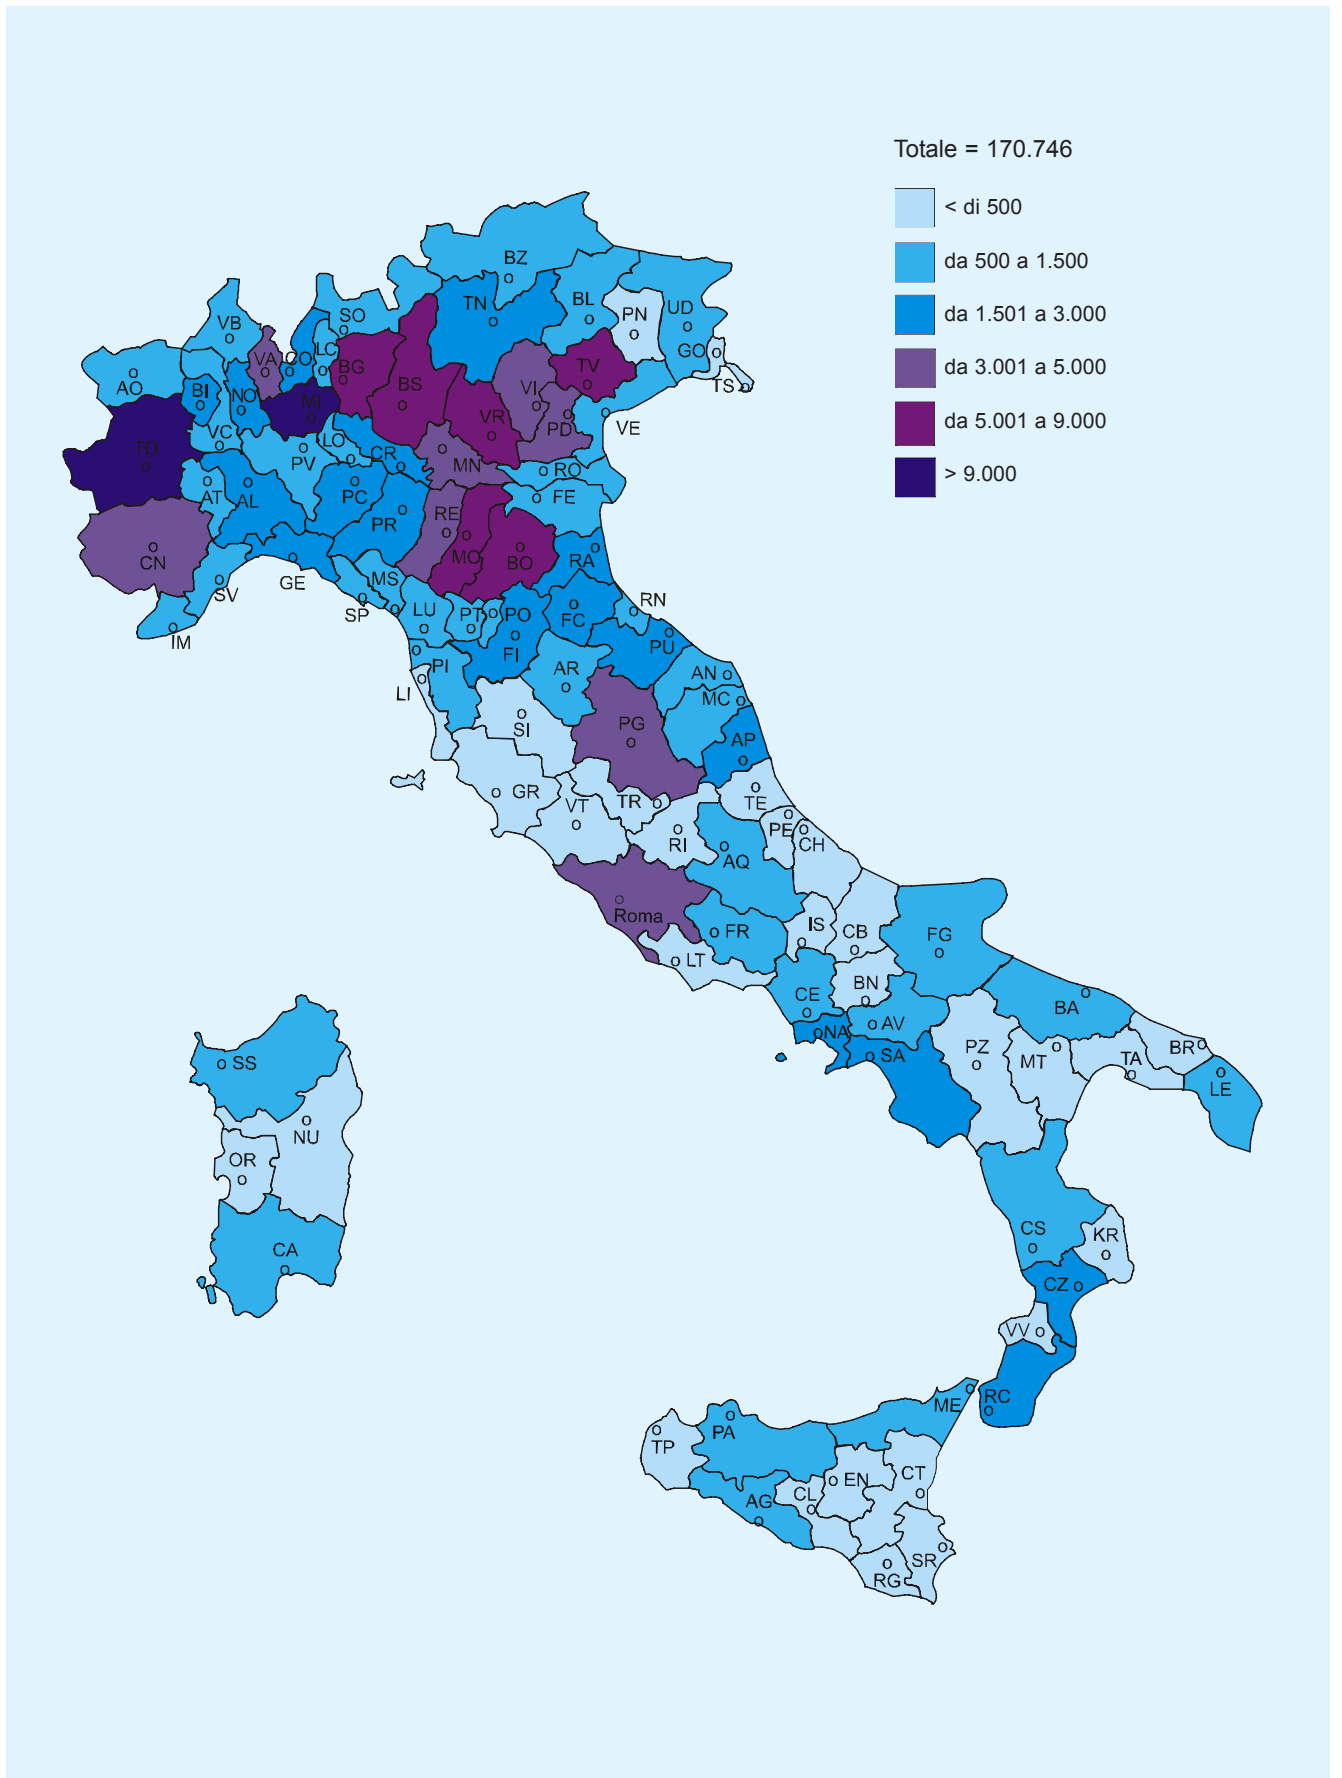 Totale = 170.746
< di 500
da 500 a 1.500
da 1.501 a 3.000
da 3.001 a 5.000
da 5.001 a 9.000
> 9.000
BZ
TN
BL
PN
UD
GO
TS
VB
SO
VA
CO
LC
BG
BS
TV
VI
AO
BI
NO
MI
VR
PD
VE
TO
VC
LO
PV
CR
MN
RO
AT
AL
PC
PR
RE
FE
CN
MO
BO
RA
GE
SV
MS
SP
LU
PT
PO
FC
RN
IM
PI
FI
PU
LI
AR
AN
MC
SI
PG
AP
GR
VT
TR
TE
RI
PE
CH
AQ
Roma
FR
IS
CB
FG
LT
CE
BN
BA
NA
AV
SA
PZ
MT
TA
BR
LE
SS
NU
OR
CA
CS
KR
CZ
VV
RC
ME
PA
TP
EN
CT
AG
CL
SR
RG